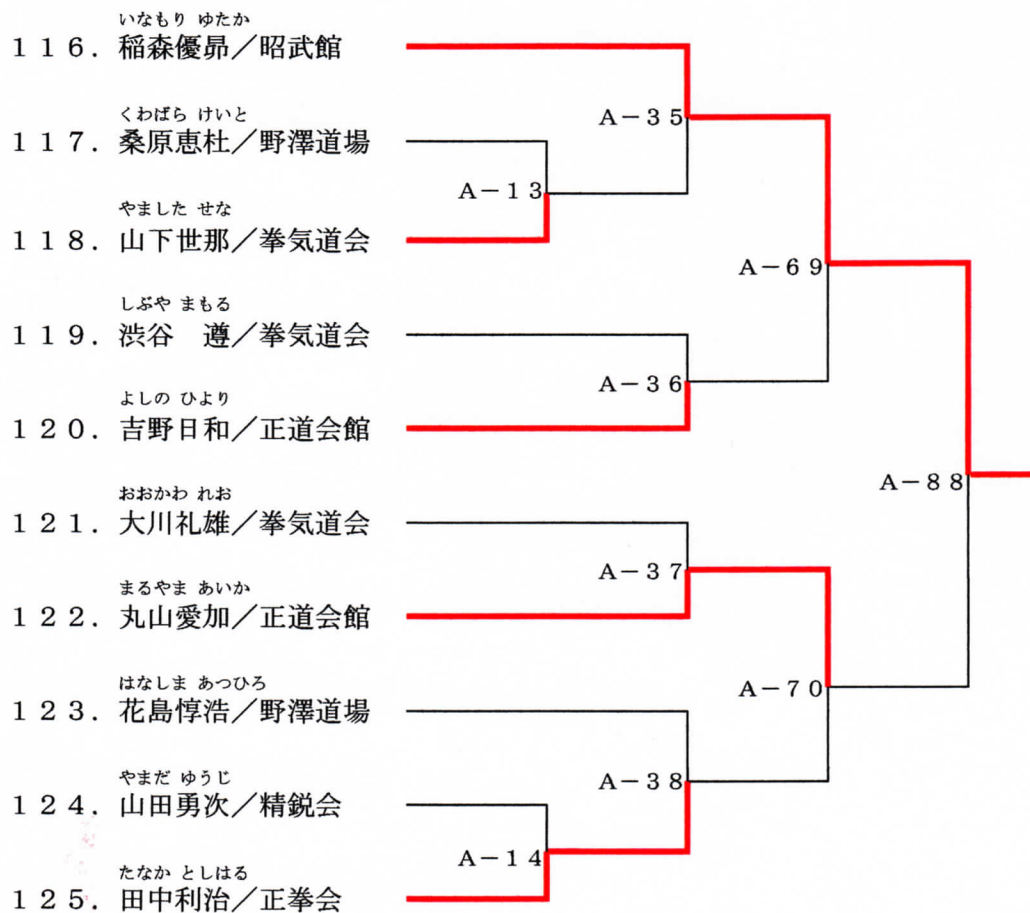 いなもり ゆたか
116. 稲森優昴／昭武館
A－35
くわばら けいと
117. 桑原恵杜／野澤道場
A－13
やました せな
118. 山下世那／拳気道会
A－69
しぶや まもる
119. 渋谷　遵／拳気道会
A－36
よしの ひより
120. 吉野日和／正道会館
A－88
おおかわ れお
121. 大川礼雄／拳気道会
A－37
まるやま あいか
122. 丸山愛加／正道会館
A－70
はなしま あつひろ
123. 花島惇浩／野澤道場
A－38
やまだ ゆうじ
124. 山田勇次／精鋭会
A－14
たなか としはる
125. 田中利治／正拳会